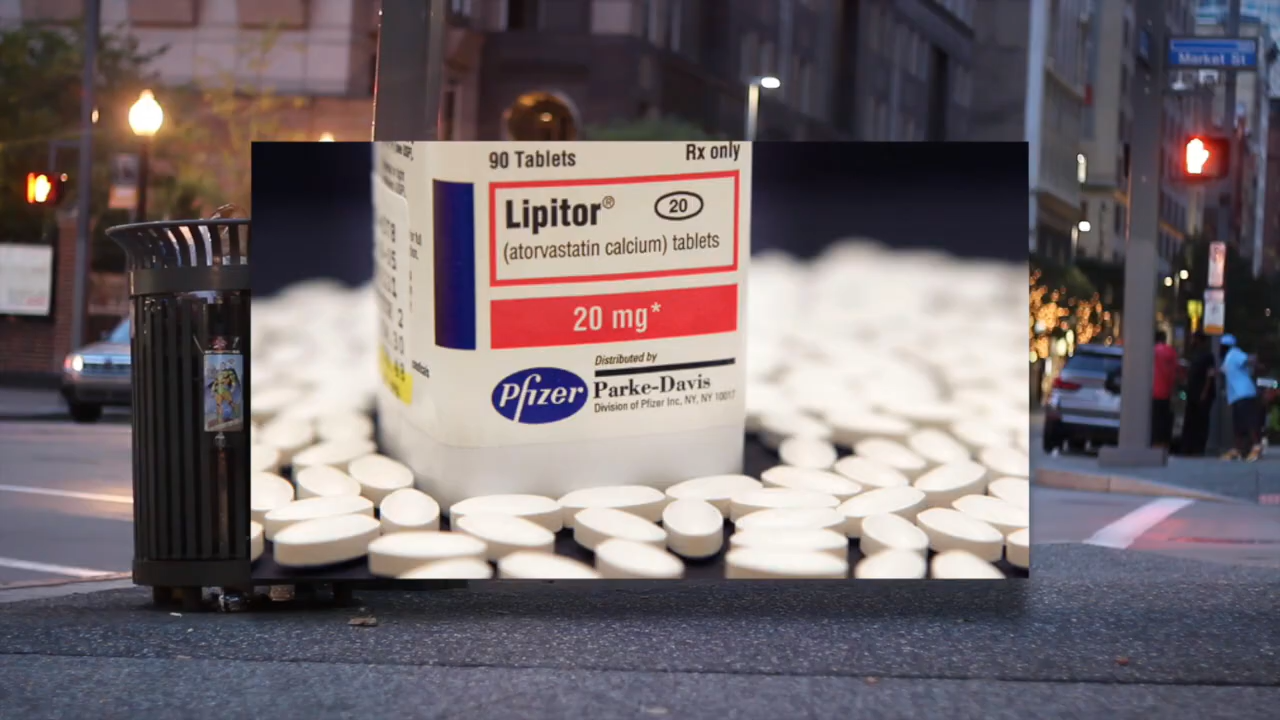 Market St
90 Tablets
Rx only
Lipitor® 20
(atorvastatin calcium) tablets
20 mg*
Distributed by
Pfizer
Parke-Davis
Division of Pfizer Inc, NY, NY 10017